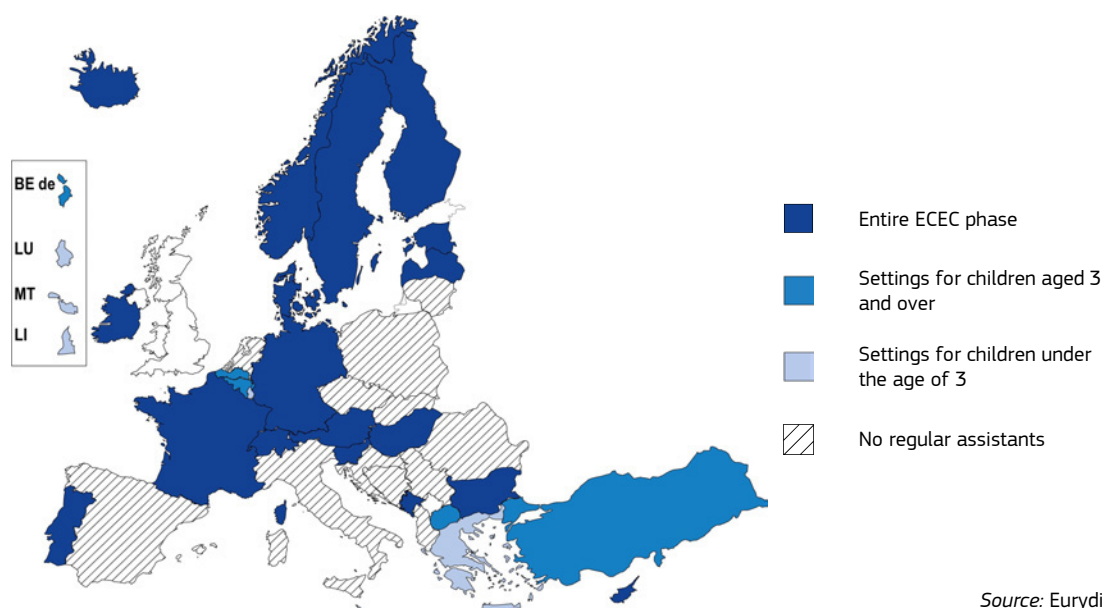 BE de
LU
MT
LI
Entire ECEC phase
Settings for children aged 3
and over
Settings for children under
the age of 3
No regular assistants
Source: Eurydi